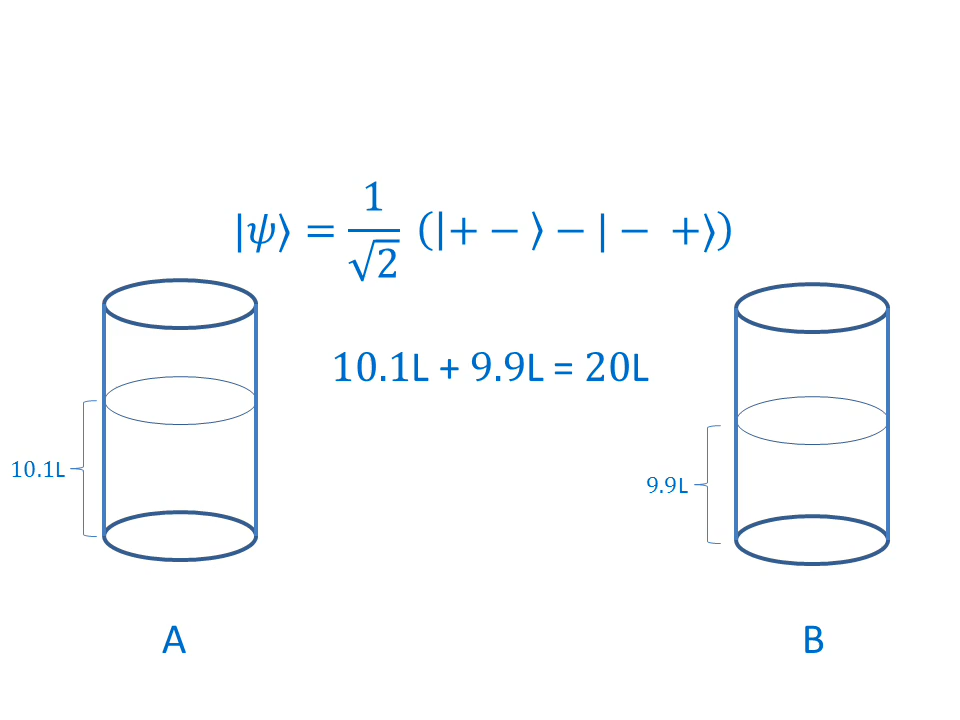 |ψ⟩ = 1/√2 (|+ − ⟩ − | − +⟩)
10.1L + 9.9L = 20L
10.1L
9.9L
A
B